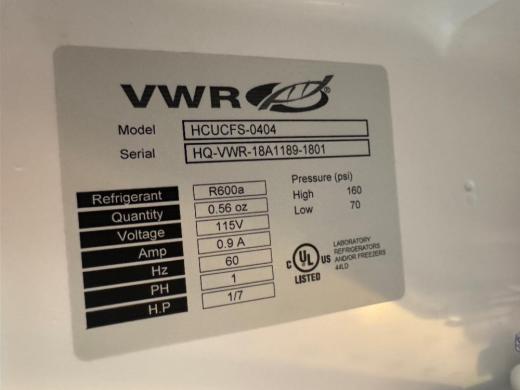 VWR®
Model HCUCFS-0404
Serial HQ-VWR-18A1189-1801
Refrigerant R600a
Quantity 0.56 oz
Voltage 115V
Amp 0.9 A
Hz 60
PH 1
H.P 1/7
Pressure (psi)
High 160
Low 70
C UL US LISTED
LABORATORY
REFRIGERATORS
AND/OR FREEZERS
44LD